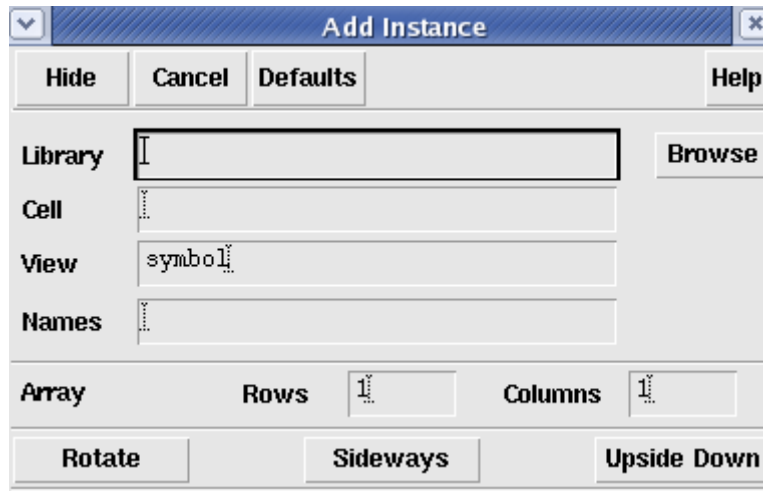 Add Instance
Hide Cancel Defaults Help
Library Browse
Cell
View symbol
Names
Array Rows 1 Columns 1
Rotate Sideways Upside Down